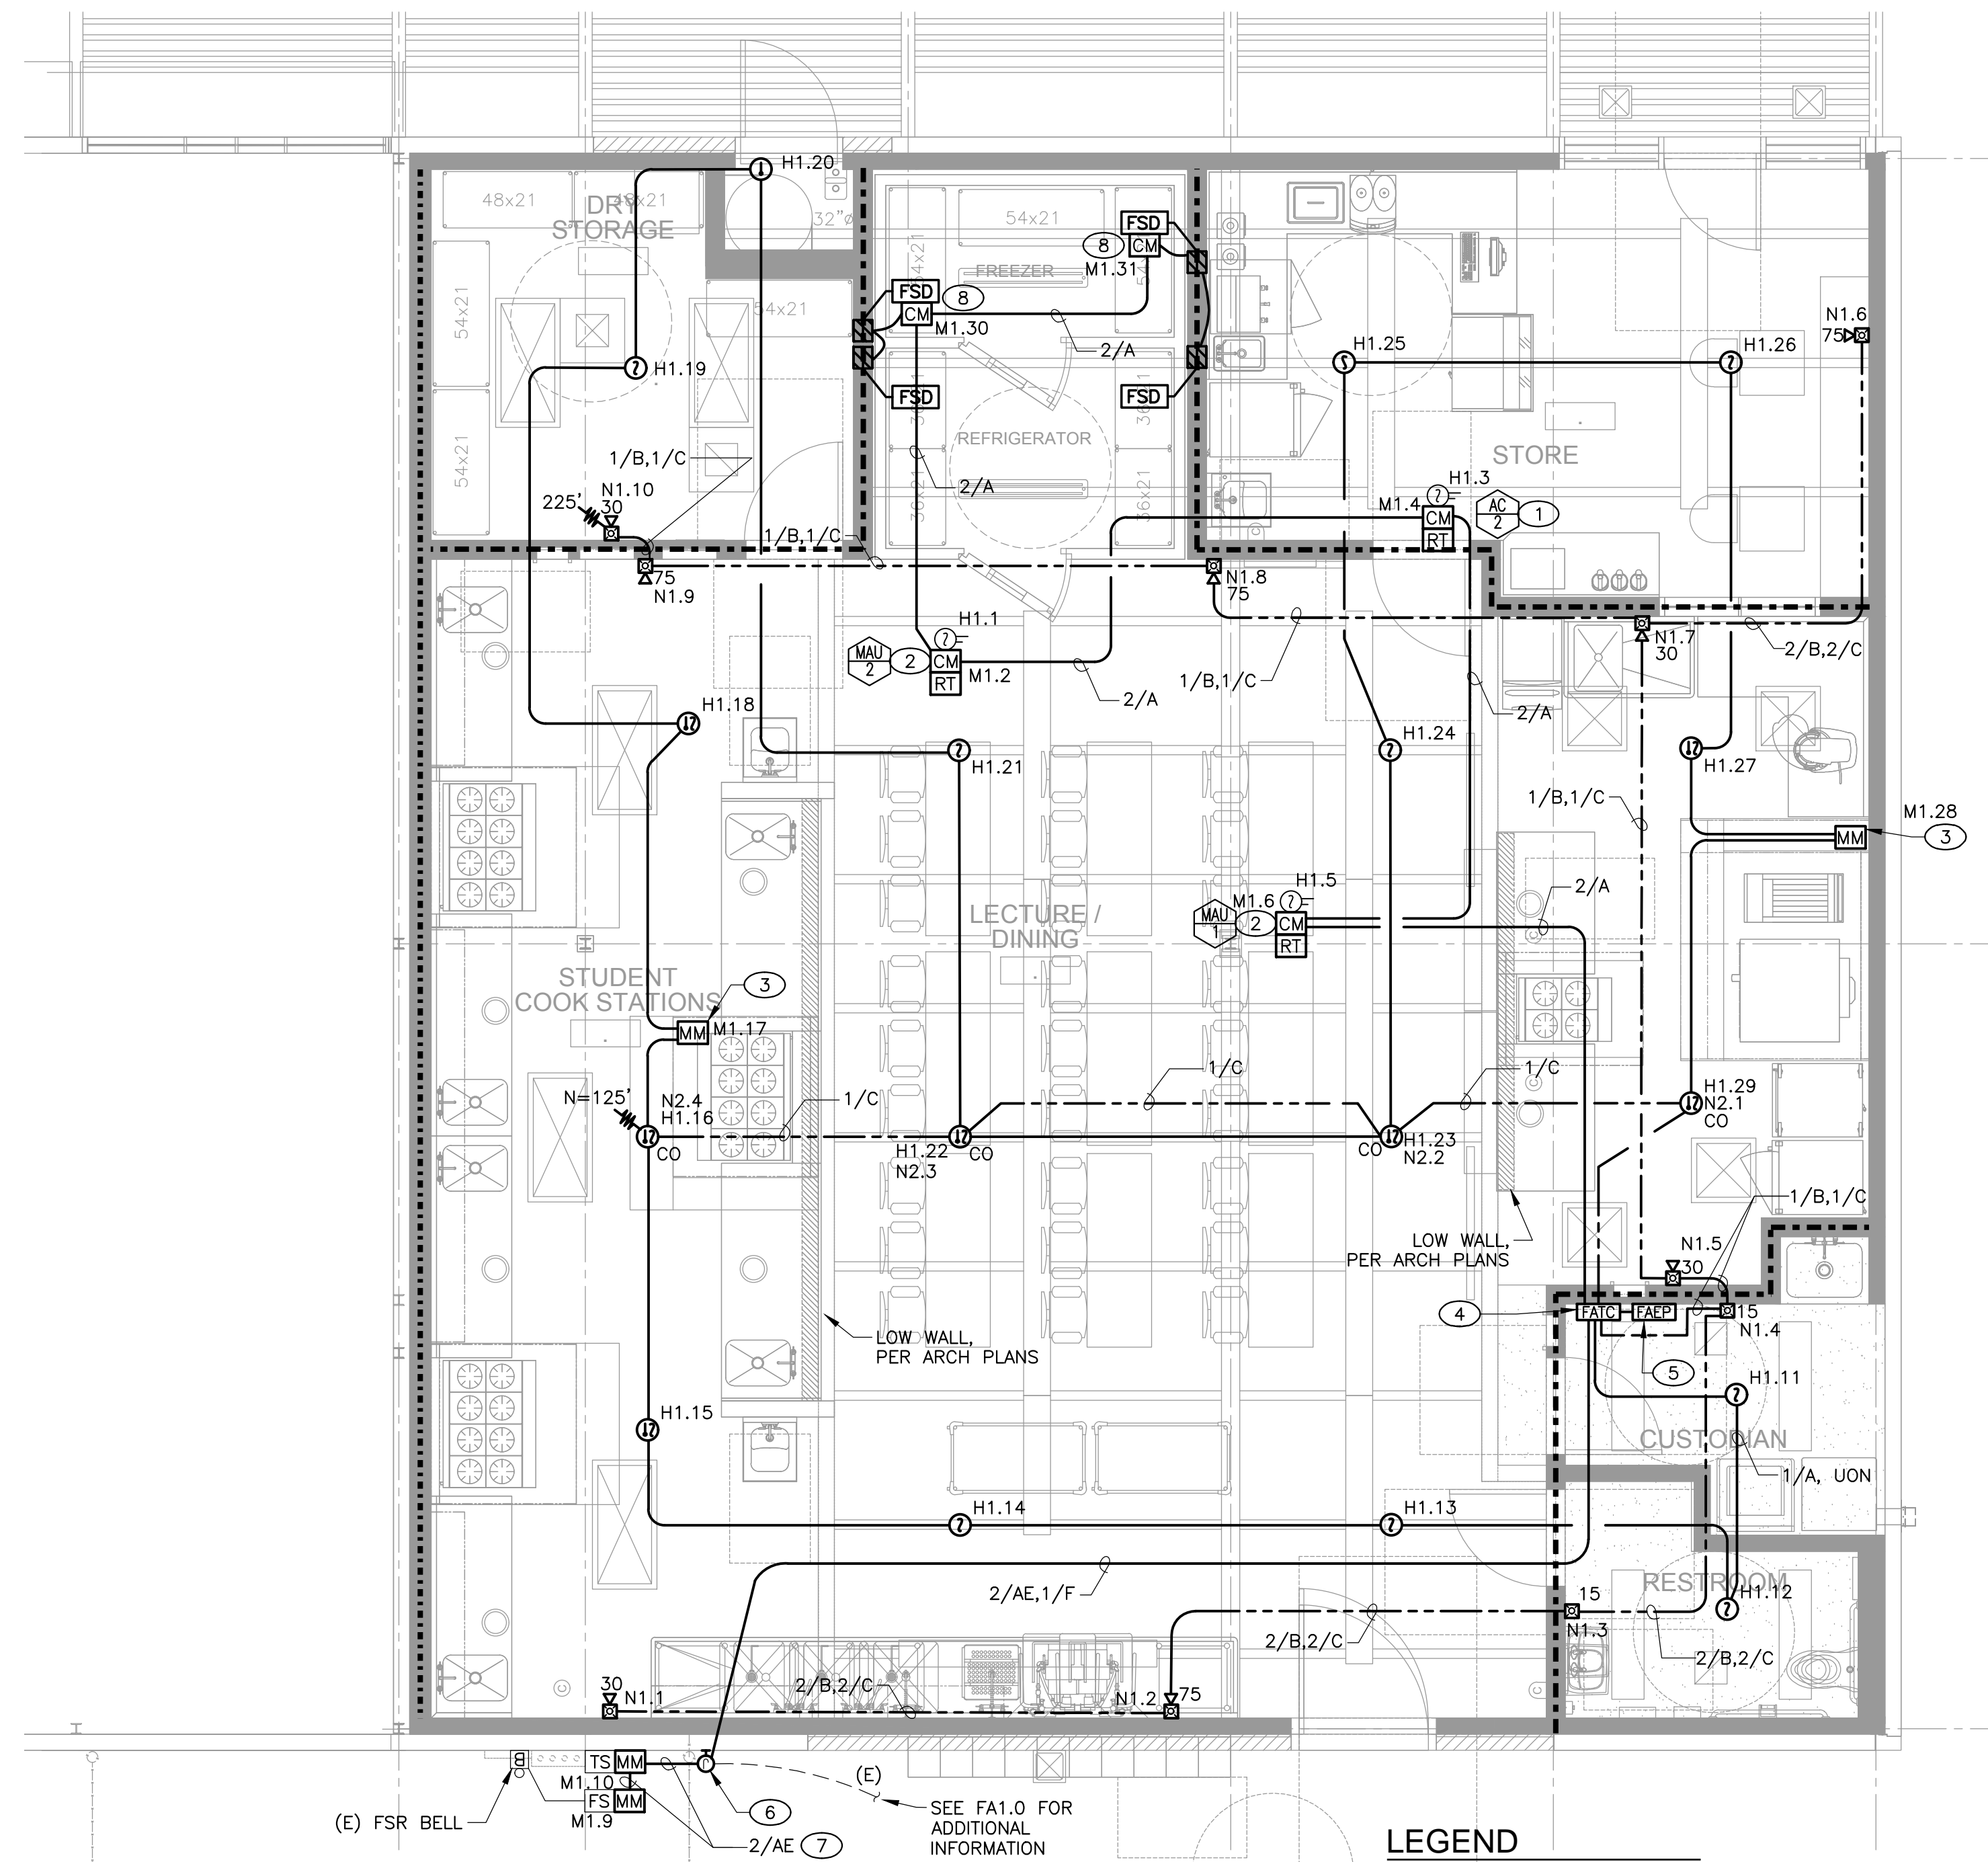 H1.20
48x21
48x21
DRY
STORAGE
32"ø
54x21
FSD
8
CM
M1.31
54x21
54x21
FREEZER
FSD
8
CM
M1.30
54x21
54x21
N1.6
75
2/A
H1.19
H1.25
H1.26
FSD
FSD
36x21
36x21
REFRIGERATOR
STORE
54x21
1/B,1/C
2/A
225'
N1.10
30
H1.3
M1.4
CM
RT
AC
2
1
36x21
36x21
1/B,1/C
75
N1.9
N1.8
75
H1.1
MAU
2
2
CM
M1.2
RT
N1.7
30
2/B,2/C
1/B,1/C
2/A
2/A
H1.18
H1.21
H1.24
H1.27
1/B,1/C
M1.28
MM
3
2/A
H1.5
M1.6
MAU
1
2
CM
RT
LECTURE /
DINING
STUDENT
COOK STATIONS
3
MM
M1.17
N=125'
N2.4
H1.16
CO
1/C
1/C
1/C
H1.29
N2.1
CO
H1.22
N2.3
CO
CO
H1.23
N2.2
1/B,1/C
LOW WALL,
PER ARCH PLANS
N1.5
30
4
FATC
FAEP
15
N1.4
LOW WALL,
PER ARCH PLANS
5
H1.11
H1.15
CUSTODIAN
1/A, UON
H1.14
H1.13
2/AE,1/F
RESTROOM
H1.12
15
N1.3
2/B,2/C
2/B,2/C
2/B,2/C
30
N1.1
N1.2
75
B
TS
MM
M1.10
FS
MM
M1.9
(E) FSR BELL
6
(E)
SEE FA1.0 FOR
ADDITIONAL
INFORMATION
2/AE
7
LEGEND